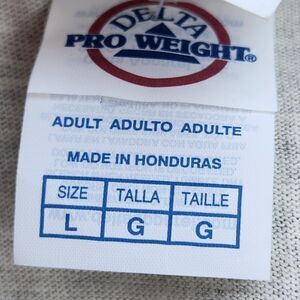 DELTA
PRO WEIGHT®
ADULT ADULTO ADULTE
MADE IN HONDURAS
SIZE TALLA TAILLE
L G G